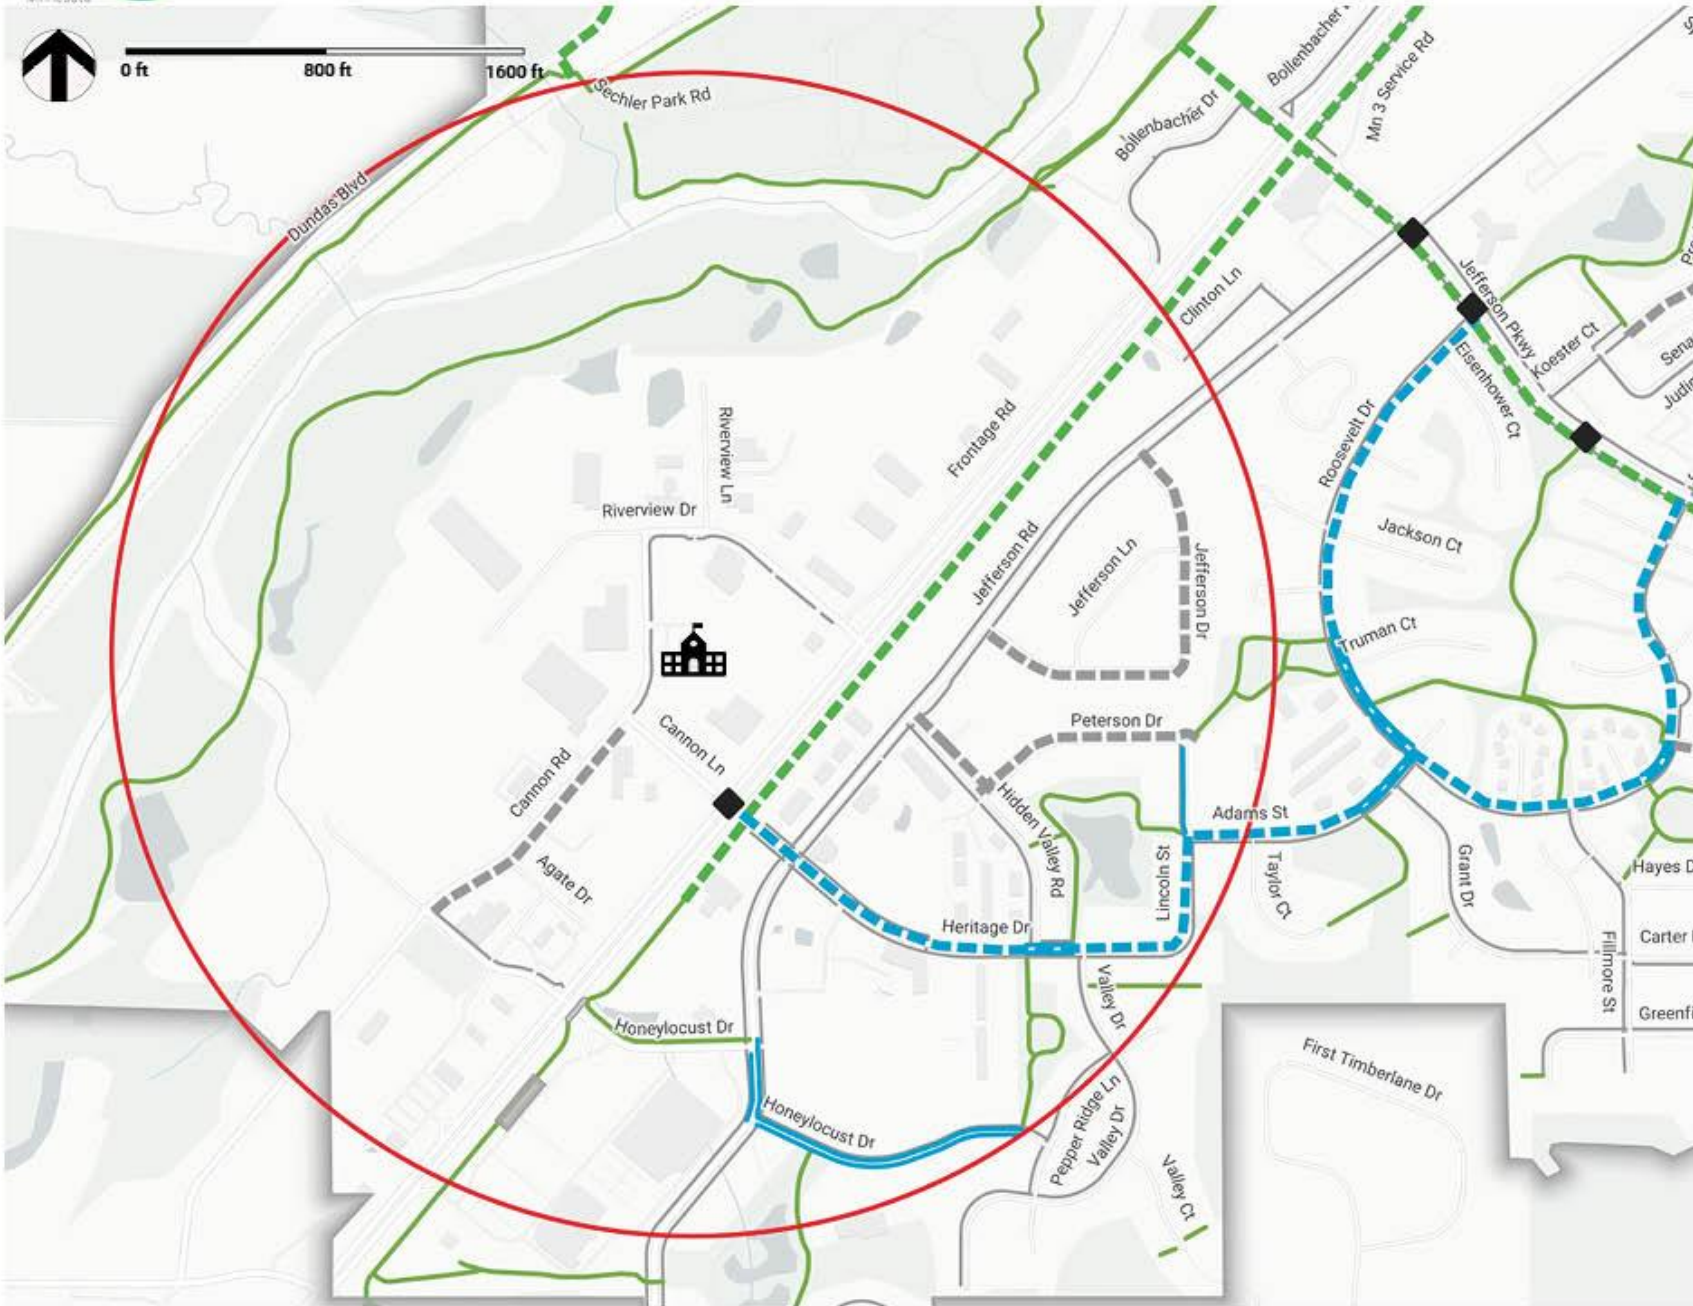 0 ft
800 ft
1600 ft
Sechler Park Rd
Dundas Blvd
Bollenbacher
Bollenbacher Dr
Mn 3 Service Rd
Clinton Ln
Jefferson Pkwy
Koester Ct
Eisenhower Ct
Roosevelt Dr
Frontage Rd
Riverview Ln
Riverview Dr
Jefferson Rd
Jefferson Ln
Jefferson Dr
Jackson Ct
Truman Ct
Peterson Dr
Cannon Ln
Cannon Rd
Agate Dr
Hidden Valley Rd
Adams St
Lincoln St
Taylor Ct
Grant Dr
Hayes D
Heritage Dr
Carter
Fillmore St
Valley Dr
Honeylocust Dr
Greenfi
First Timberlane Dr
Honeylocust Dr
Pepper Ridge Ln
Valley Dr
Valley Ct